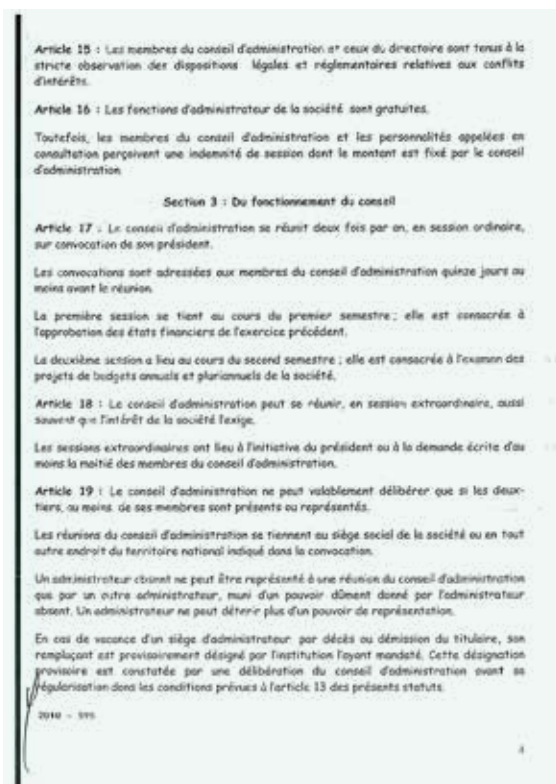 Article 15 : Les membres du conseil d'administration et ceux du directoire sont tenus à la
stricte observation des dispositions légales et réglementaires relatives aux conflits
d'intérêts.
Article 16 : Les fonctions d'administrateur de la société sont gratuites.
Toutefois, les membres du conseil d'administration et les personnalités appelées en
consultation perçoivent une indemnité de session dont le montant est fixé par le conseil
d'administration
Section 3 : Du fonctionnement du conseil
Article 17 : Le conseil d'administration se réunit deux fois par an, en session ordinaire,
sur convocation de son président.
Les convocations sont adressées aux membres du conseil d'administration quinze jours au
moins avant la réunion.
La première session se tient au cours du premier semestre ; elle est consacrée à
l'approbation des états financiers de l'exercice précédent.
La deuxième session a lieu au cours du second semestre ; elle est consacrée à l'examen des
projets de budgets annuels et pluriannuels de la société.
Article 18 : Le conseil d'administration peut se réunir, en session extraordinaire, aussi
souvent que l'intérêt de la société l'exige.
Les sessions extraordinaires ont lieu à l'initiative du président ou à la demande écrite d'au
moins la moitié des membres du conseil d'administration.
Article 19 : Le conseil d'administration ne peut valablement délibérer que si les deux-
tiers, au moins, de ses membres sont présents ou représentés.
Les réunions du conseil d'administration se tiennent au siège social de la société ou en tout
autre endroit du territoire national indiqué dans la convocation.
Un administrateur absent ne peut être représenté à une réunion du conseil d'administration
que par un autre administrateur, muni d'un pouvoir dûment donné par l'administrateur
absent. Un administrateur ne peut détenir plus d'un pouvoir de représentation.
En cas de vacance d'un siège d'administrateur par décès ou démission du titulaire, son
remplaçant est provisoirement désigné par l'institution l'ayant mandaté. Cette désignation
provisoire est constatée par une délibération du conseil d'administration avant sa
régularisation dans les conditions prévues à l'article 13 des présents statuts.
2010 - 595
4